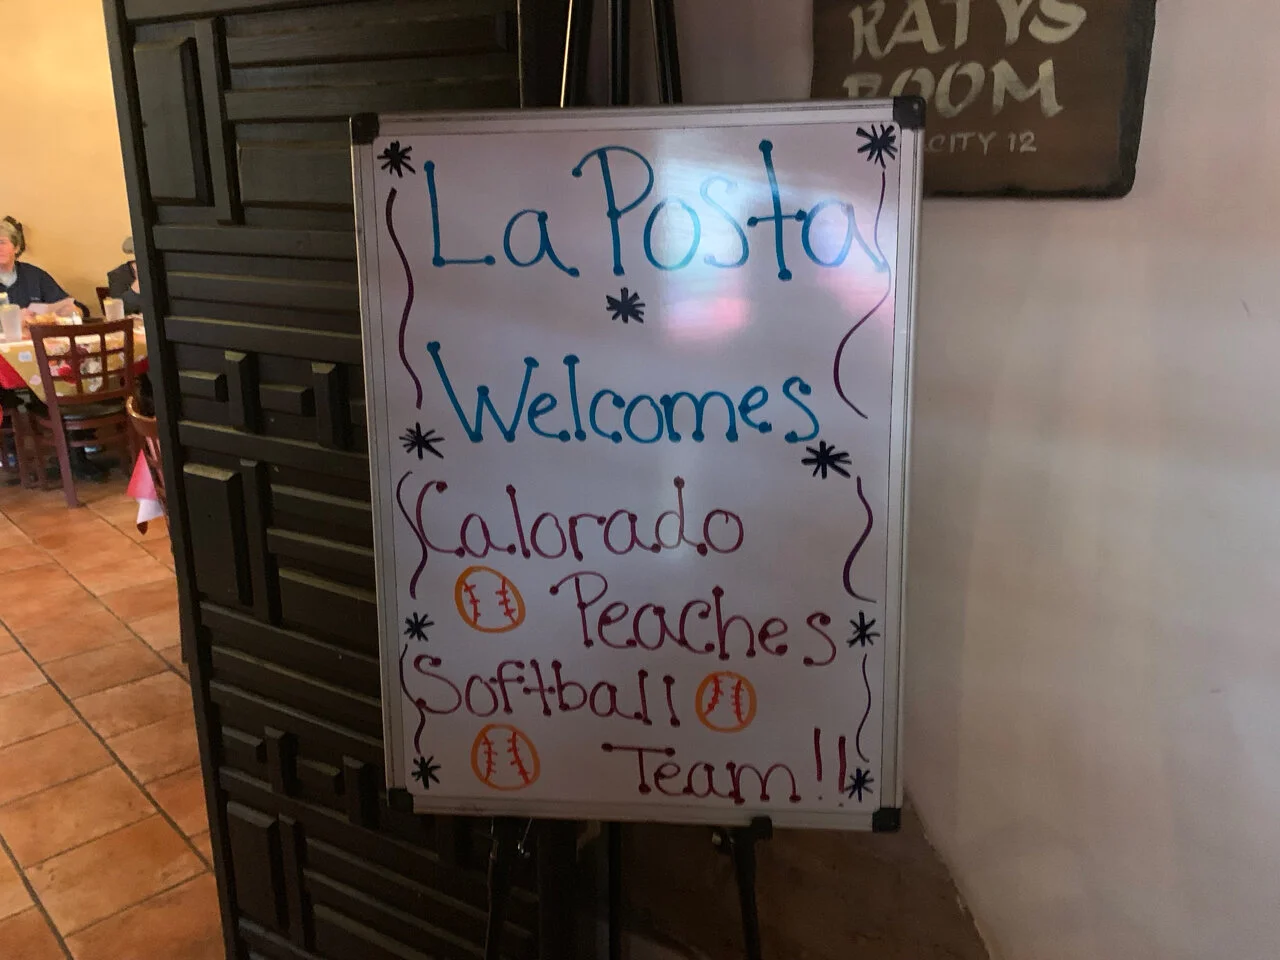 KATYS
ROOM
CITY 12
La Posta
Welcomes
Calorado
Peaches
Softball
Team!!